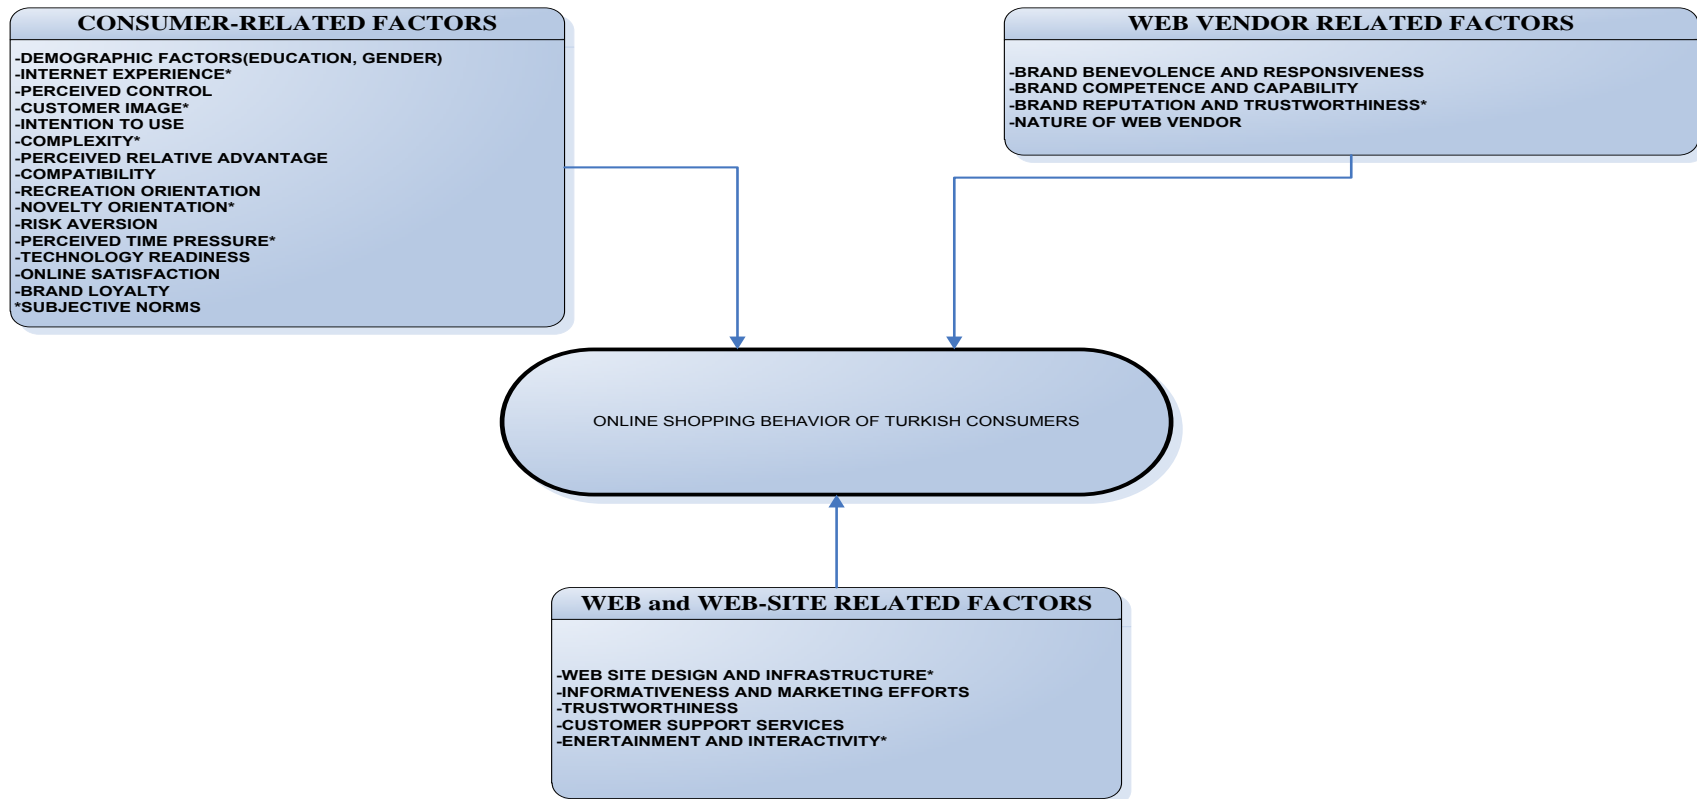 CONSUMER-RELATED FACTORS
-DEMOGRAPHIC FACTORS(EDUCATION, GENDER)
-INTERNET EXPERIENCE*
-PERCEIVED CONTROL
-CUSTOMER IMAGE*
-INTENTION TO USE
-COMPLEXITY*
-PERCEIVED RELATIVE ADVANTAGE
-COMPATIBILITY
-RECREATION ORIENTATION
-NOVELTY ORIENTATION*
-RISK AVERSION
-PERCEIVED TIME PRESSURE*
-TECHNOLOGY READINESS
-ONLINE SATISFACTION
-BRAND LOYALTY
*SUBJECTIVE NORMS
WEB VENDOR RELATED FACTORS
-BRAND BENEVOLENCE AND RESPONSIVENESS
-BRAND COMPETENCE AND CAPABILITY
-BRAND REPUTATION AND TRUSTWORTHINESS*
-NATURE OF WEB VENDOR
ONLINE SHOPPING BEHAVIOR OF TURKISH CONSUMERS
WEB and WEB-SITE RELATED FACTORS
-WEB SITE DESIGN AND INFRASTRUCTURE*
-INFORMATIVENESS AND MARKETING EFFORTS
-TRUSTWORTHINESS
-CUSTOMER SUPPORT SERVICES
-ENERTAINMENT AND INTERACTIVITY*